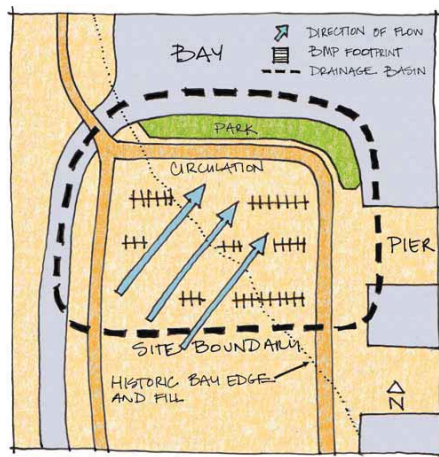 DIRECTION OF FLOW
BMP FOOTPRINT
DRAINAGE BASIN
BAY
PARK
CIRCULATION
PIER
SITE BOUNDARY
HISTORIC BAY EDGE
AND FILL
N